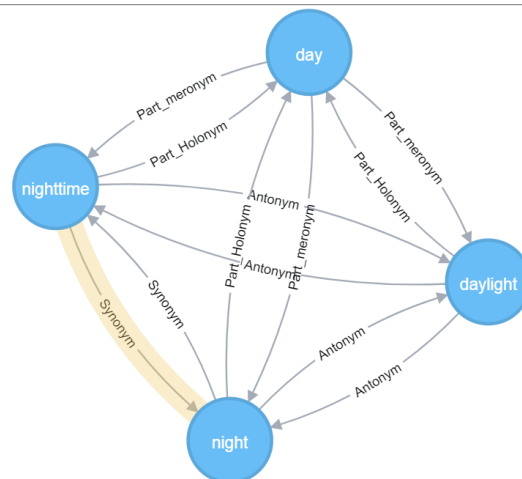 day
Part_meronym
Part_Holonym
Part_meronym
Part_Holonym
nighttime
Antonym
Part_Holonym
Part_meronym
Antonym
daylight
Synonym
Synonym
Antonym
Antonym
night